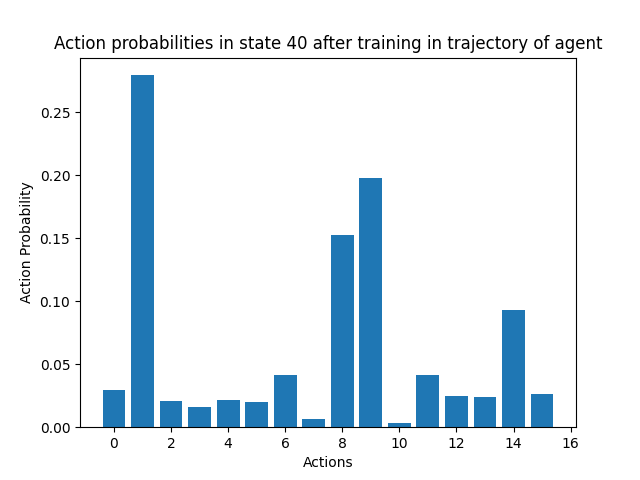 Action probabilities in state 40 after training in trajectory of agent
0.25
0.20
0.15
0.10
0.05
0.00
Action Probability
0 2 4 6 8 10 12 14 16
Actions